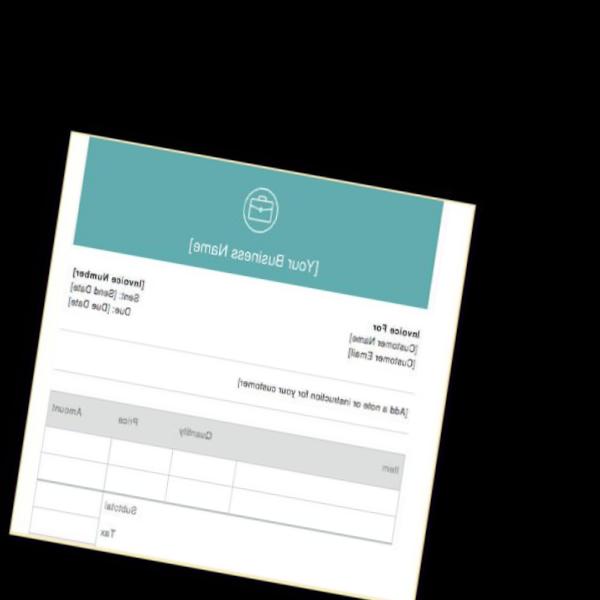 [Your Business Name]
Invoice For
[Customer Name]
[Customer Email]
[Invoice Number]
Sent: [Send Date]
Due: [Due Date]
[Add a note or instruction for your customer]
Item Quantity Price Amount
Subtotal
Tax